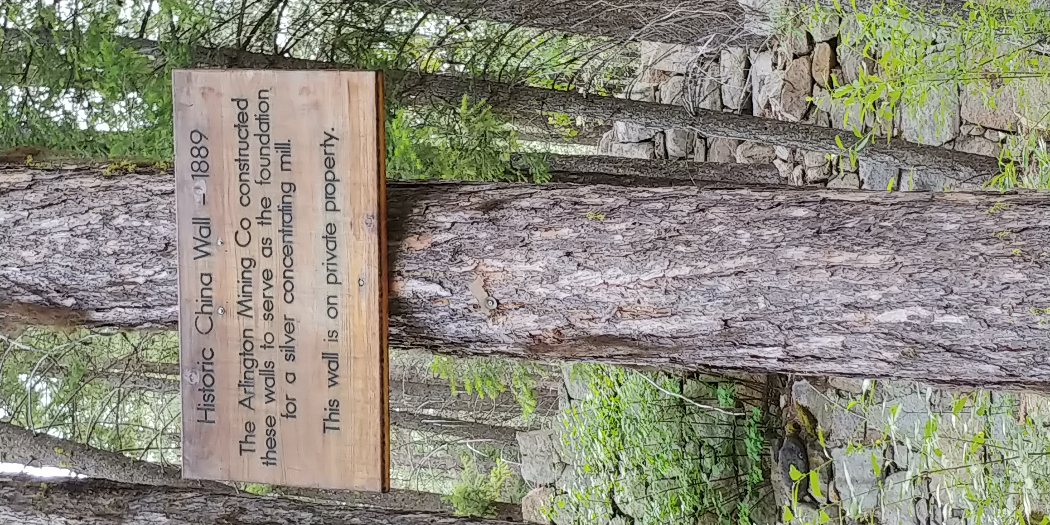 Historic China Wall - 1889
The Arlington Mining Co constructed
these walls to serve as the foundation
for a silver concentrating mill.
This wall is on private property.